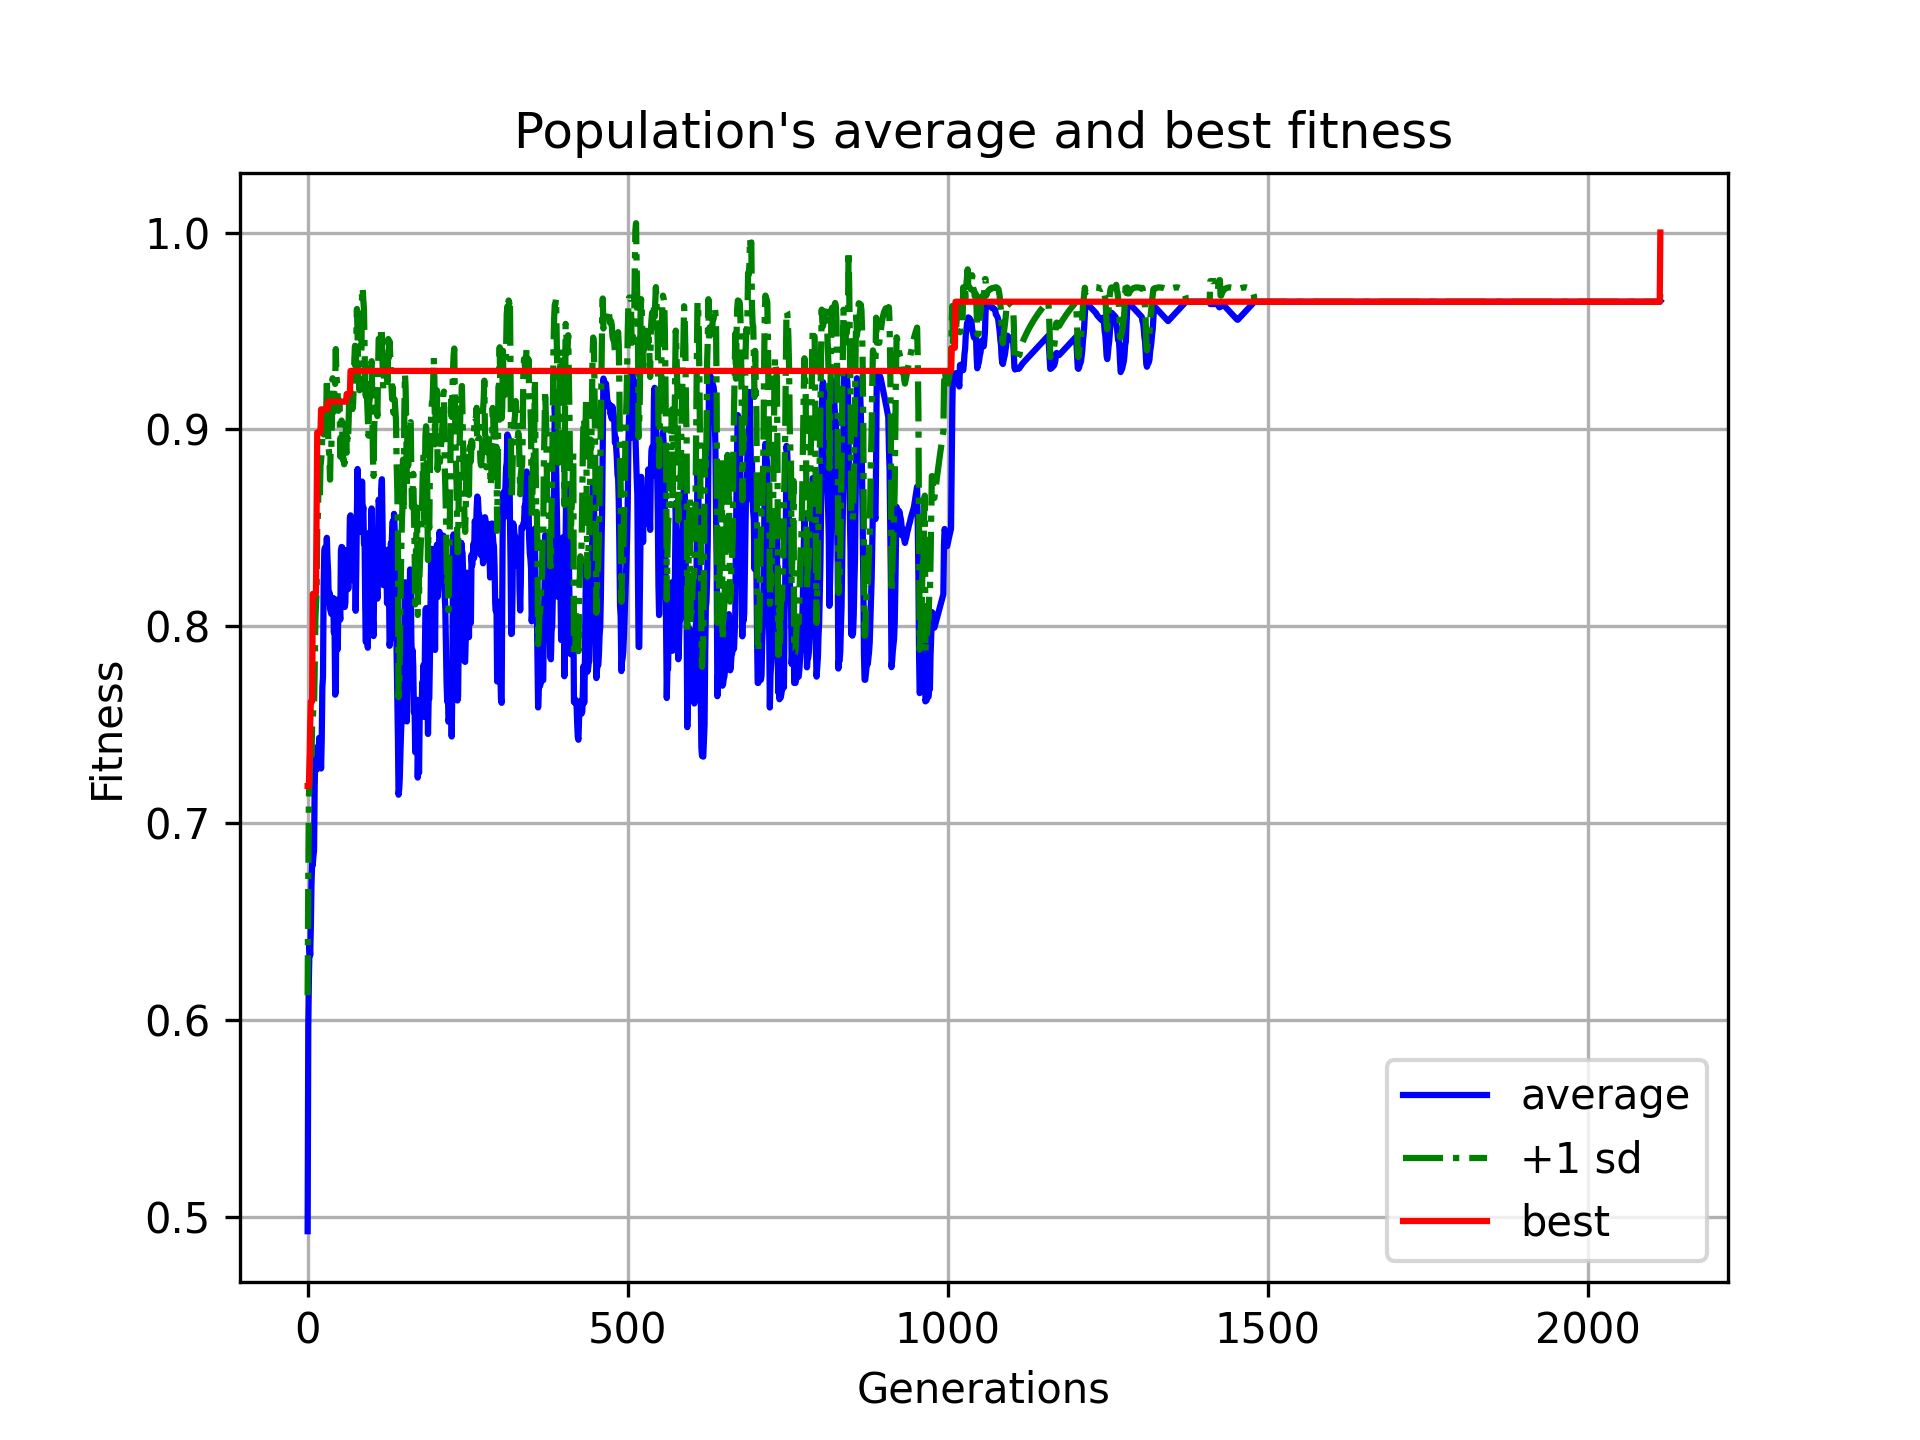 Population's average and best fitness
1.0
0.9
0.8
0.7
0.6
0.5
Fitness
0
500
1000
1500
2000
Generations
average
+1 sd
best